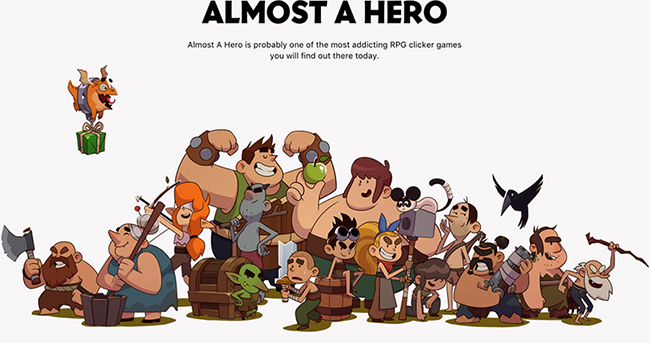 ALMOST A HERO
Almost A Hero is probably one of the most addicting RPG clicker games
you will find out there today.